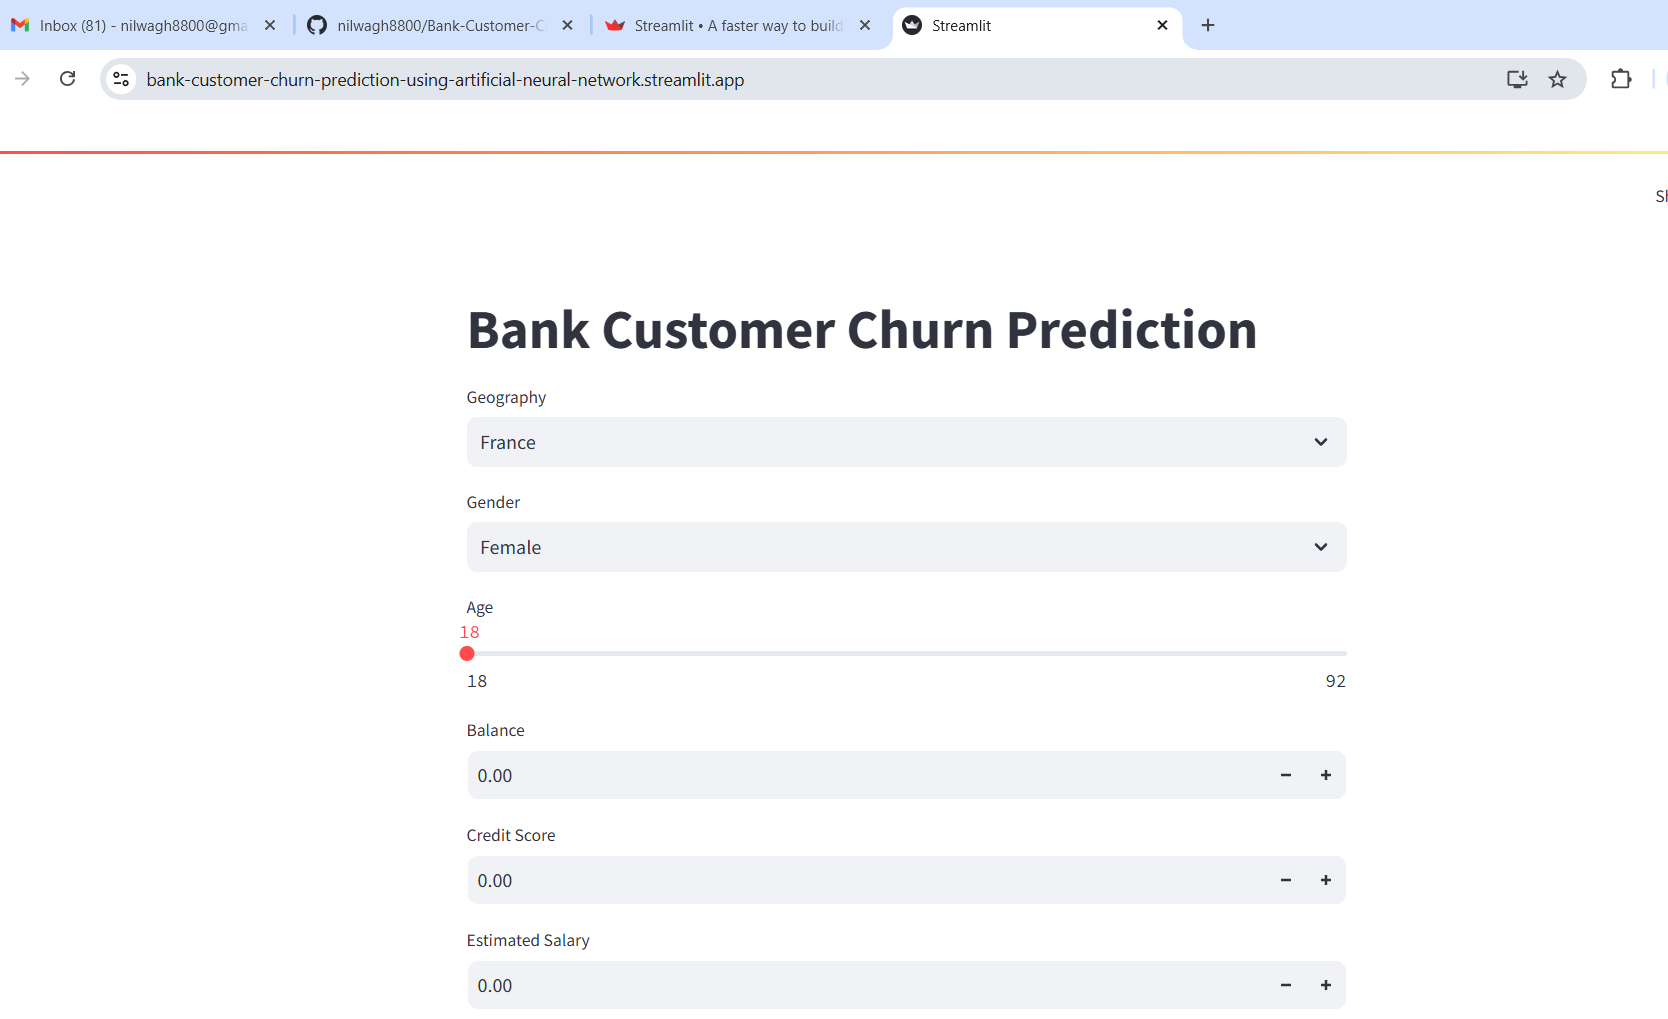 Inbox (81) - nilwagh8800@gma
nilwagh8800/Bank-Customer-C
Streamlit • A faster way to build
Streamlit
bank-customer-churn-prediction-using-artificial-neural-network.streamlit.app
Sh
Bank Customer Churn Prediction
Geography
France
Gender
Female
Age
18
18 92
Balance
0.00
Credit Score
0.00
Estimated Salary
0.00